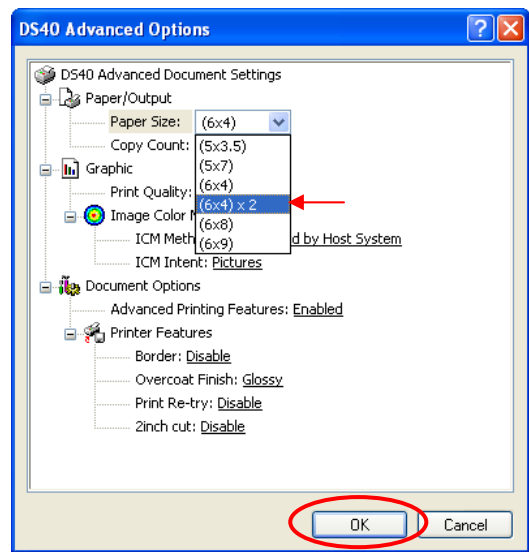 DS40 Advanced Options
DS40 Advanced Document Settings
Paper/Output
Paper Size: (6x4)
Copy Count:
(5x3.5)
(5x7)
(6x4)
(6x4) x 2
(6x8)
(6x9)
Graphic
Print Quality:
Image Color
ICM Meth d by Host System
ICM Intent: Pictures
Document Options
Advanced Printing Features: Enabled
Printer Features
Border: Disable
Overcoat Finish: Glossy
Print Re-try: Disable
2inch cut: Disable
OK Cancel